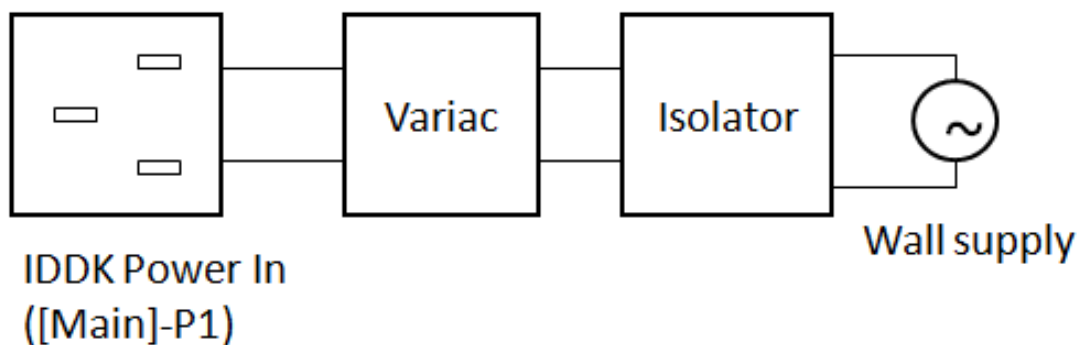 Variac
Isolator
Wall supply
IDDK Power In
([Main]-P1)